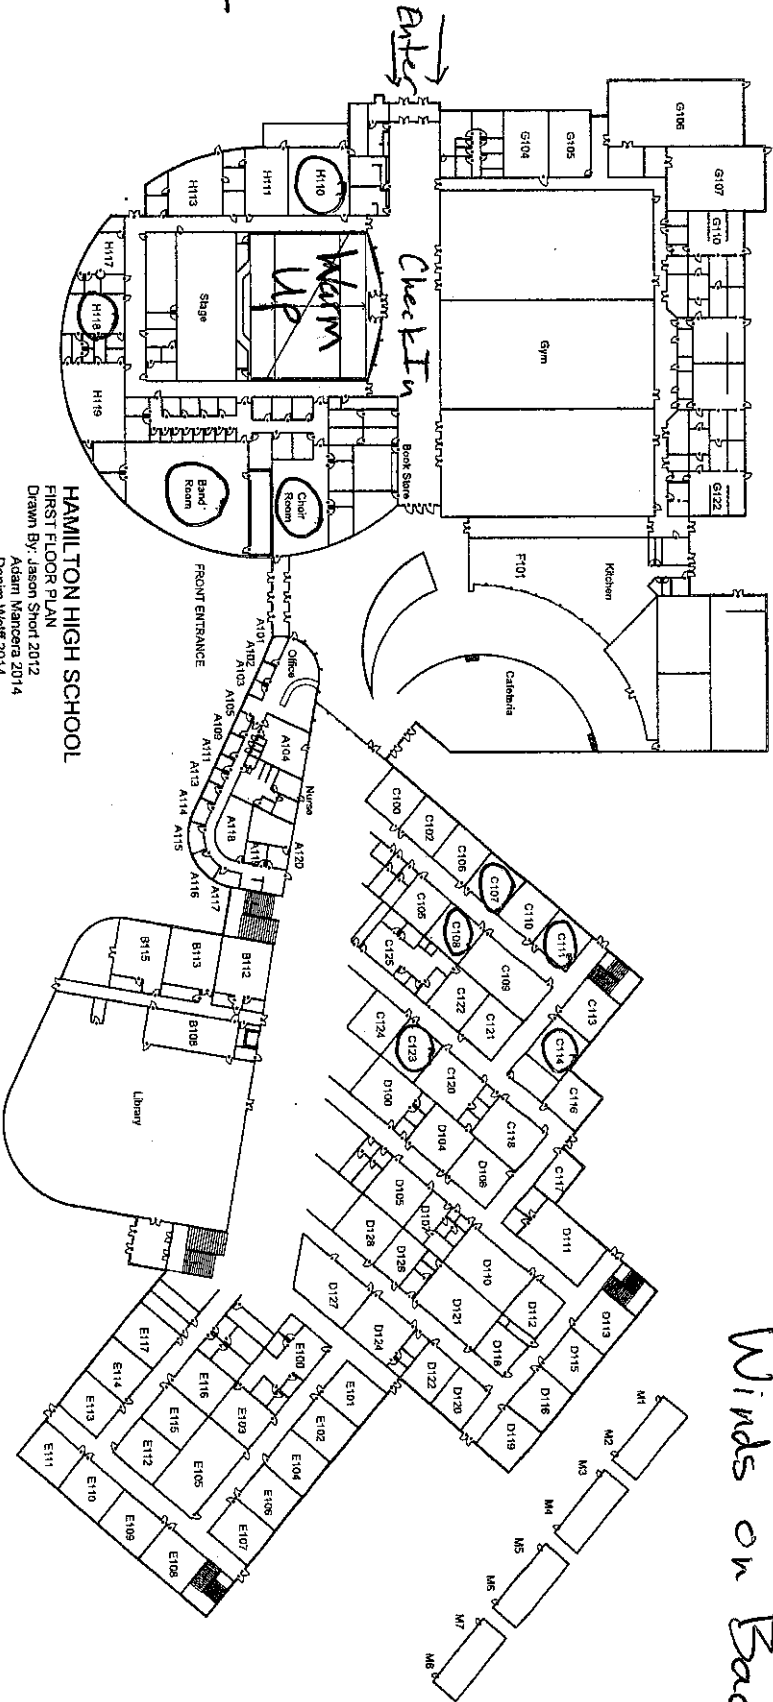 Enter
Check In
Warm
Up
Winds on
HAMILTON HIGH SCHOOL
FIRST FLOOR PLAN
Drawn By: Jason Short 2012
Adam Mancera 2014
G106
G107
G105
G104
G110
G122
Gym
H110
H111
H113
H117
H118
H119
Stage
Book Store
Band
Room
Choir
Room
FRONT ENTRANCE
F101
Kitchen
Cafeteria
Office
Nurse
A101
A102
A103
A104
A105
A109
A111
A113
A114
A115
A116
A117
A118
A119
A120
B112
B113
B115
B108
Library
C100
C102
C106
C107
C110
C111
C105
C108
C109
C113
C114
C116
C117
C118
C120
C121
C122
C123
C124
C125
D100
D104
D105
D106
D107
D110
D111
D112
D113
D115
D116
D118
D119
D120
D121
D122
D124
D126
D127
D128
E100
E101
E102
E103
E104
E105
E106
E107
E108
E109
E110
E111
E112
E113
E114
E115
E116
E117
M1
M2
M3
M4
M5
M6
M7
M8